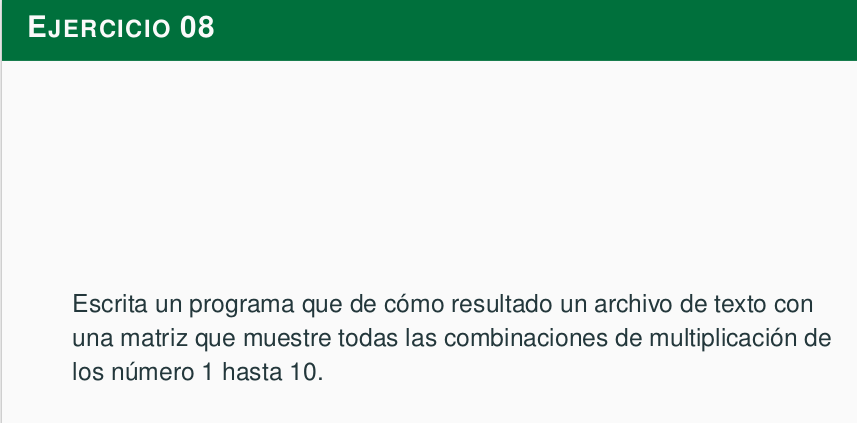 EJERCICIO 08
Escrita un programa que de cómo resultado un archivo de texto con
una matriz que muestre todas las combinaciones de multiplicación de
los número 1 hasta 10.